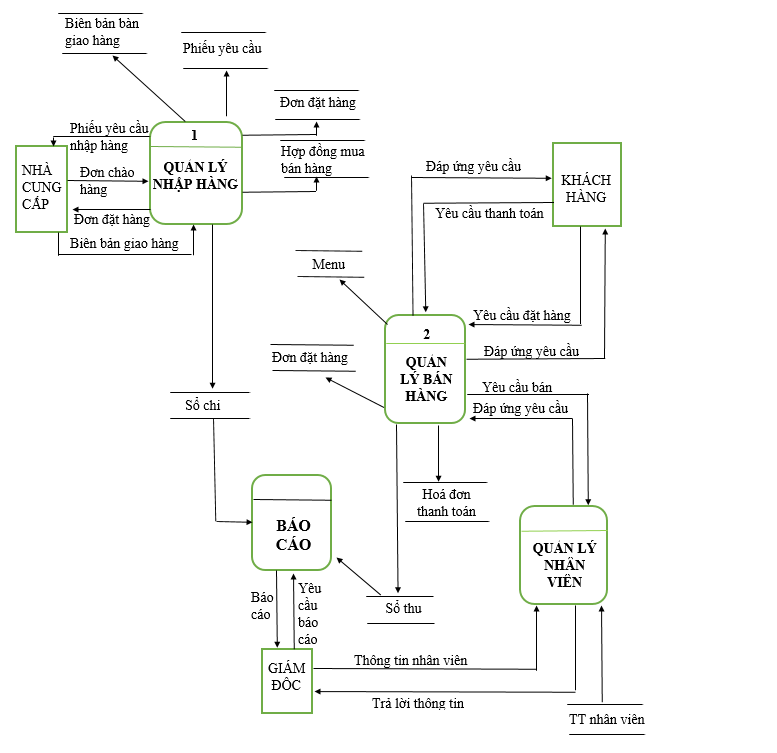 Biên bản bàn
giao hàng
Phiếu yêu cầu
Đơn đặt hàng
Phiếu yêu cầu
nhập hàng
1
QUẢN LÝ
NHẬP HÀNG
Hợp đồng mua
bán hàng
NHÀ
CUNG
CẤP
Đơn chào
hàng
Đơn đặt hàng
Biên bản giao hàng
Đáp ứng yêu cầu
KHÁCH
HÀNG
Yêu cầu thanh toán
Menu
Yêu cầu đặt hàng
2
QUẢN
LÝ BÁN
HÀNG
Đơn đặt hàng
Đáp ứng yêu cầu
Yêu cầu bán
Đáp ứng yêu cầu
Sổ chi
Hoá đơn
thanh toán
BÁO
CÁO
QUẢN LÝ
NHÂN
VIÊN
Báo
cáo
Yêu
cầu
báo
cáo
Sổ thu
GIÁM
ĐỐC
Thông tin nhân viên
Trả lời thông tin
TT nhân viên